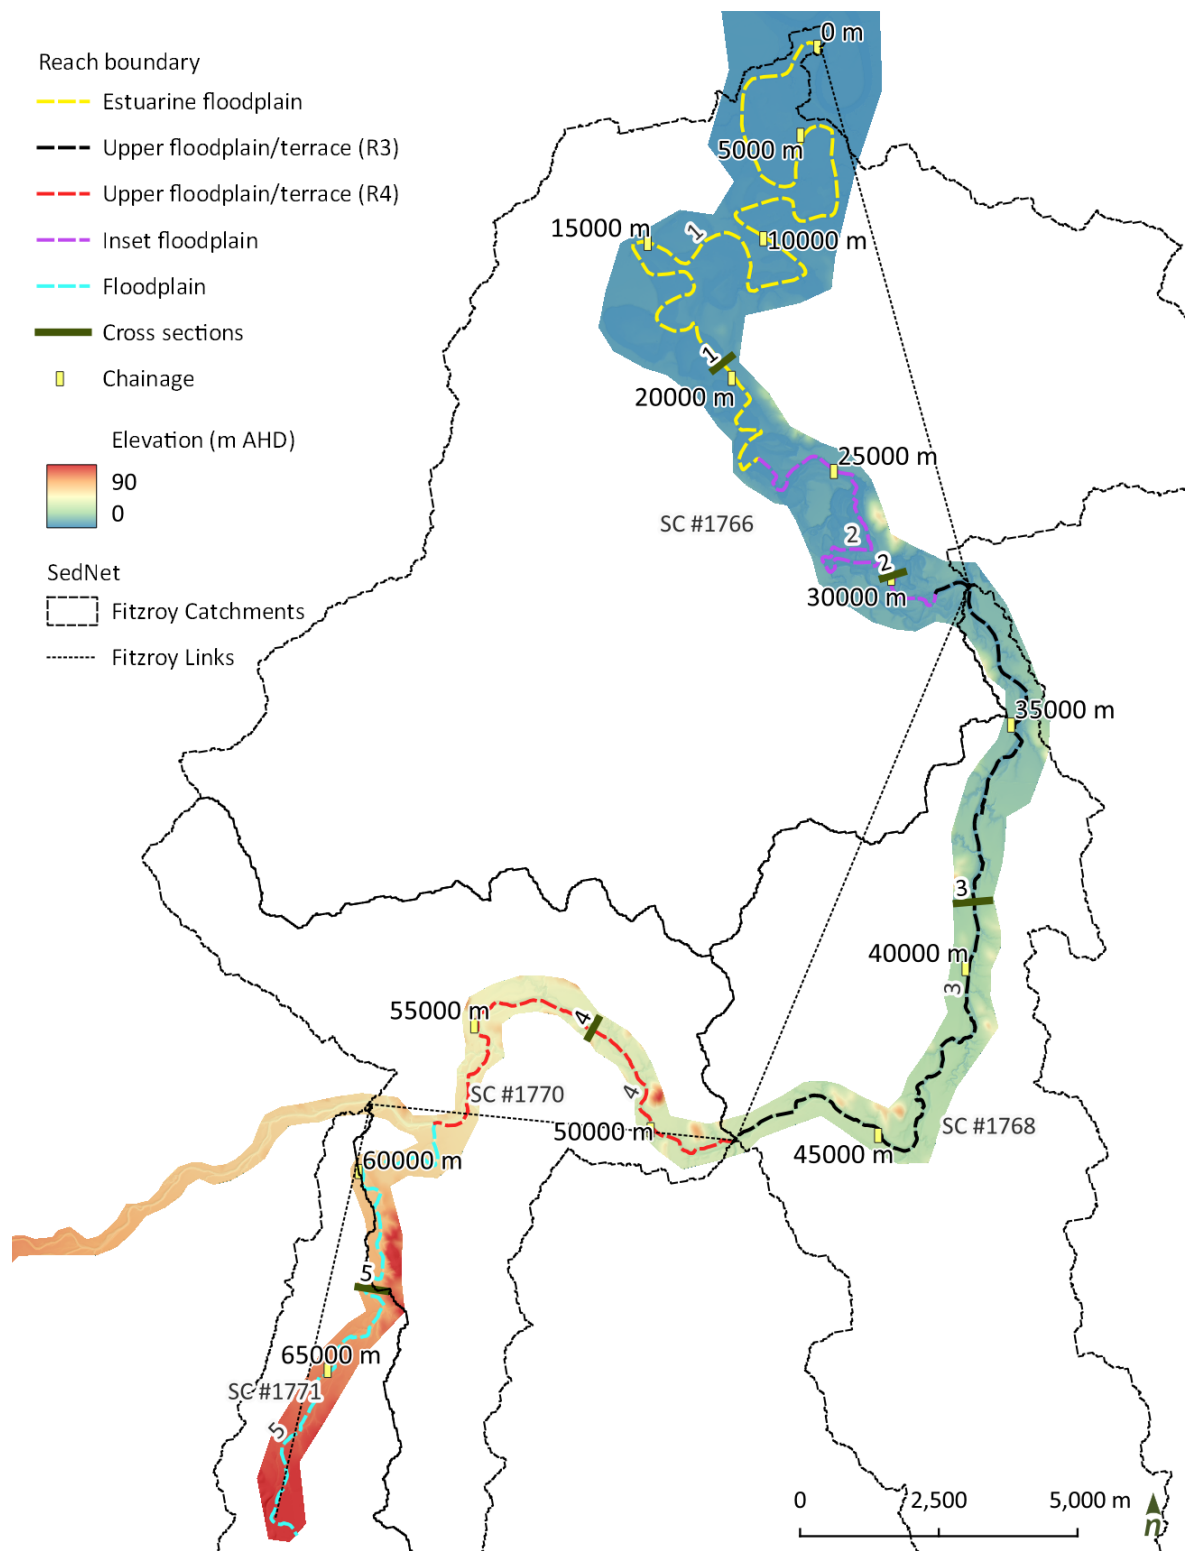 Reach boundary
Estuarine floodplain
Upper floodplain/terrace (R3)
Upper floodplain/terrace (R4)
Inset floodplain
Floodplain
Cross sections
Chainage
Elevation (m AHD)
90
0
SedNet
Fitzroy Catchments
Fitzroy Links
0 m
5000 m
10000 m
15000 m
1
1
20000 m
25000 m
SC #1766
2
2
30000 m
35000 m
3
40000 m
3
55000 m
4
4
SC #1770
50000 m
SC #1768
45000 m
60000 m
5
65000 m
SC #1771
5
0 2,500 5,000 m
n